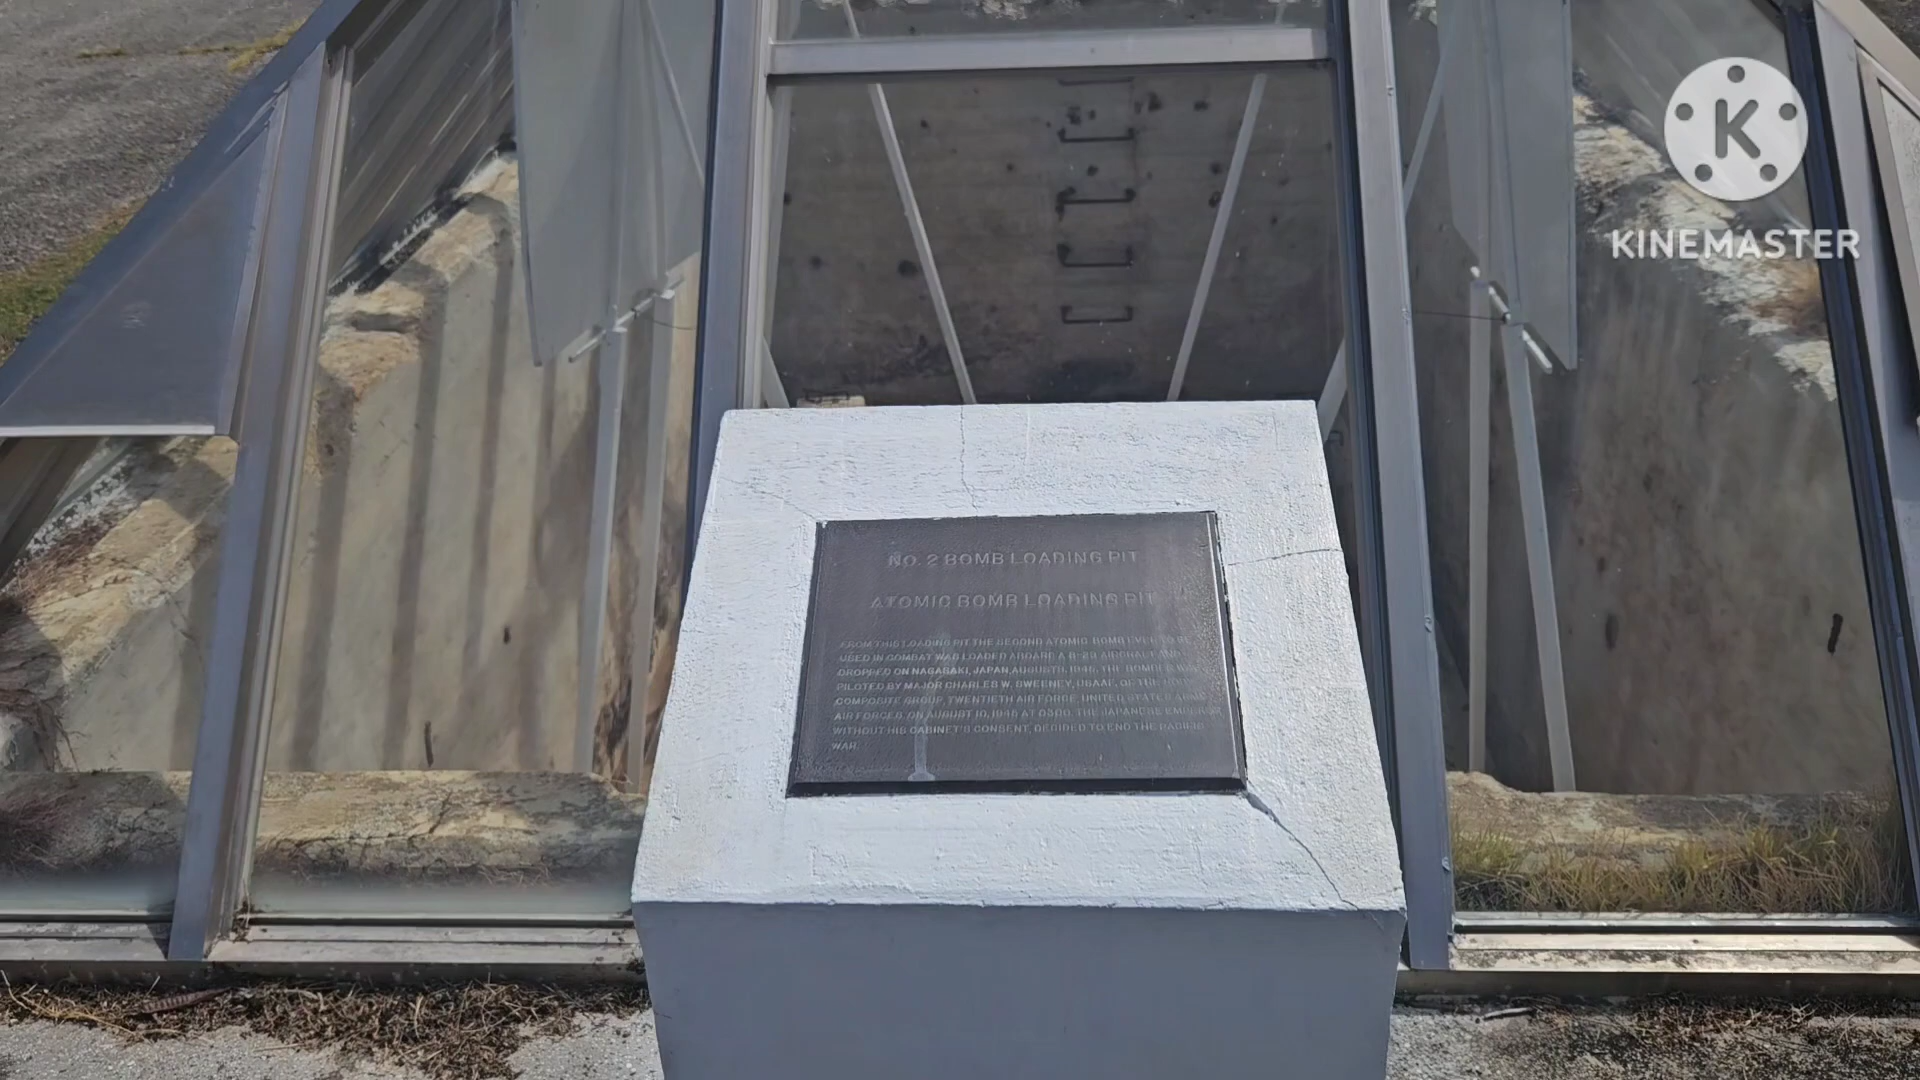 KINEMASTER
NO. 2 BOMB LOADING PIT
ATOMIC BOMB LOADING PIT
FROM THIS LOADING PIT THE SECOND ATOMIC BOMB EVER TO BE
USED IN COMBAT WAS LOADED ABOARD A B-29 AIRCRAFT AND
DROPPED ON NAGASAKI, JAPAN, AUGUST 9, 1945. THE BOMBER WAS
PILOTED BY MAJOR CHARLES W. SWEENEY, USAAF, OF THE
COMPOSITE GROUP, TWENTIETH AIR FORCE, UNITED STATES ARMY
AIR FORCES. ON AUGUST 10, 1945 AT 0300, THE JAPANESE EMPEROR
WITHOUT HIS CABINET'S CONSENT, DECIDED TO END THE PACIFIC
WAR.